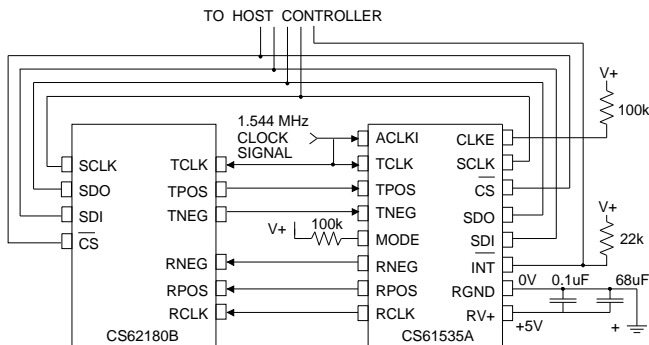 TO HOST CONTROLLER
V+
100k
1.544 MHz
CLOCK
SIGNAL
ACLKI
CLKE
SCLK
TCLK
TCLK
SCLK
SDO
TPOS
TPOS
CS
V+
SDI
TNEG
TNEG
SDO
CS
V+
100k
MODE
SDI
22k
RNEG
RNEG
INT
RPOS
RPOS
RGND
0V
0.1uF
68uF
RCLK
RCLK
RV+
+5V
+
CS62180B
CS61535A